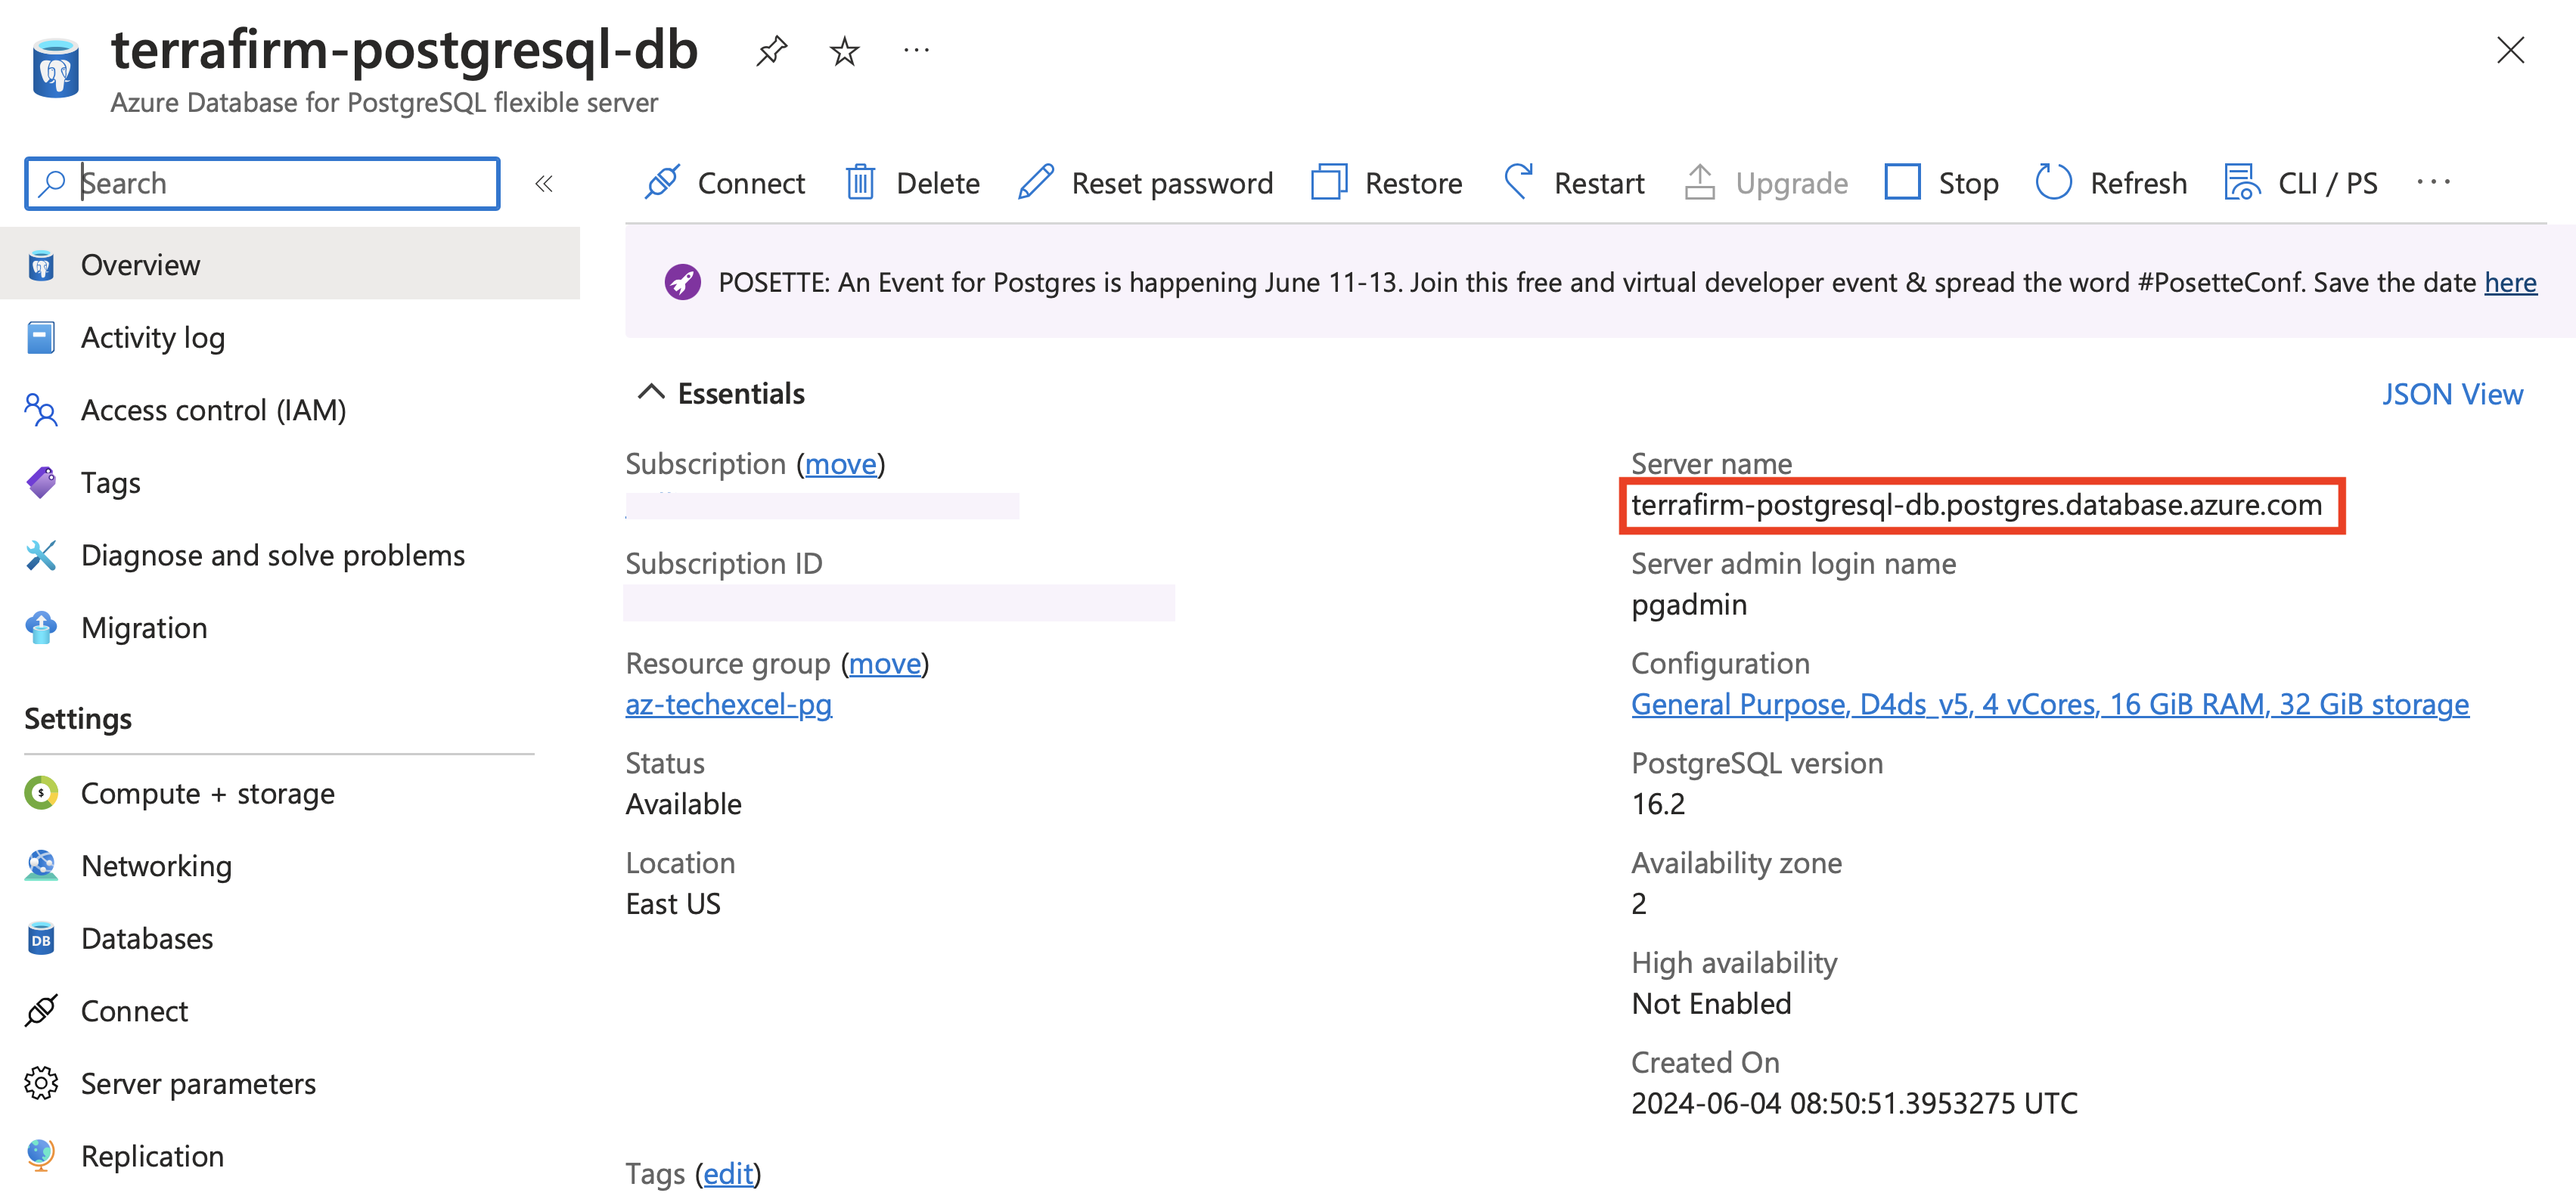 terrafirm-postgresql-db
Azure Database for PostgreSQL flexible server
Search
Connect
Delete
Reset password
Restore
Restart
Upgrade
Stop
Refresh
CLI / PS
Overview
Activity log
Access control (IAM)
Tags
Diagnose and solve problems
Migration
Settings
Compute + storage
Networking
DB
Databases
Connect
Server parameters
Replication
POSETTE: An Event for Postgres is happening June 11-13. Join this free and virtual developer event & spread the word #PosetteConf. Save the date here
Essentials
JSON View
Subscription (move)
Subscription ID
Resource group (move)
az-techexcel-pg
Status
Available
Location
East US
Server name
terrafirm-postgresql-db.postgres.database.azure.com
Server admin login name
pgadmin
Configuration
General Purpose, D4ds_v5, 4 vCores, 16 GiB RAM, 32 GiB storage
PostgreSQL version
16.2
Availability zone
2
High availability
Not Enabled
Created On
2024-06-04 08:50:51.3953275 UTC
Tags (edit)